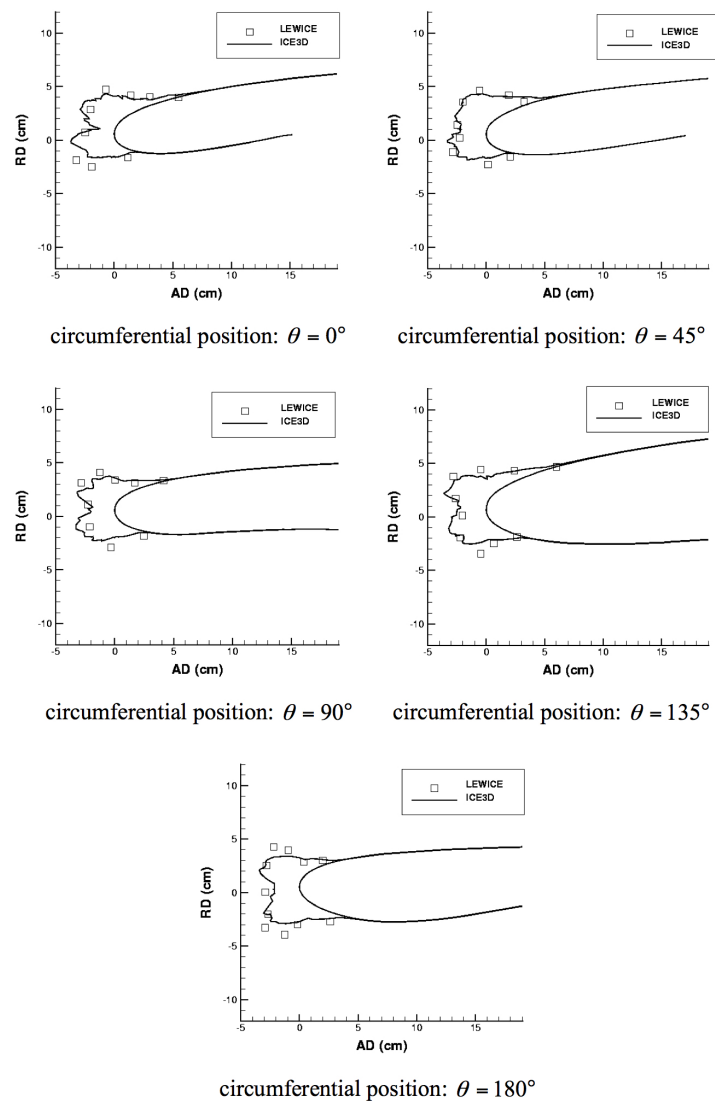 LEWICE
ICE3D
10
5
0
-5
-10
RD (cm)
-5 0 5 10 15
AD (cm)
circumferential position: θ = 0°
LEWICE
ICE3D
10
5
0
-5
-10
RD (cm)
-5 0 5 10 15
AD (cm)
circumferential position: θ = 45°
LEWICE
ICE3D
10
5
0
-5
-10
RD (cm)
-5 0 5 10 15
AD (cm)
circumferential position: θ = 90°
LEWICE
ICE3D
10
5
0
-5
-10
RD (cm)
-5 0 5 10 15
AD (cm)
circumferential position: θ = 135°
LEWICE
ICE3D
10
5
0
-5
-10
RD (cm)
-5 0 5 10 15
AD (cm)
circumferential position: θ = 180°